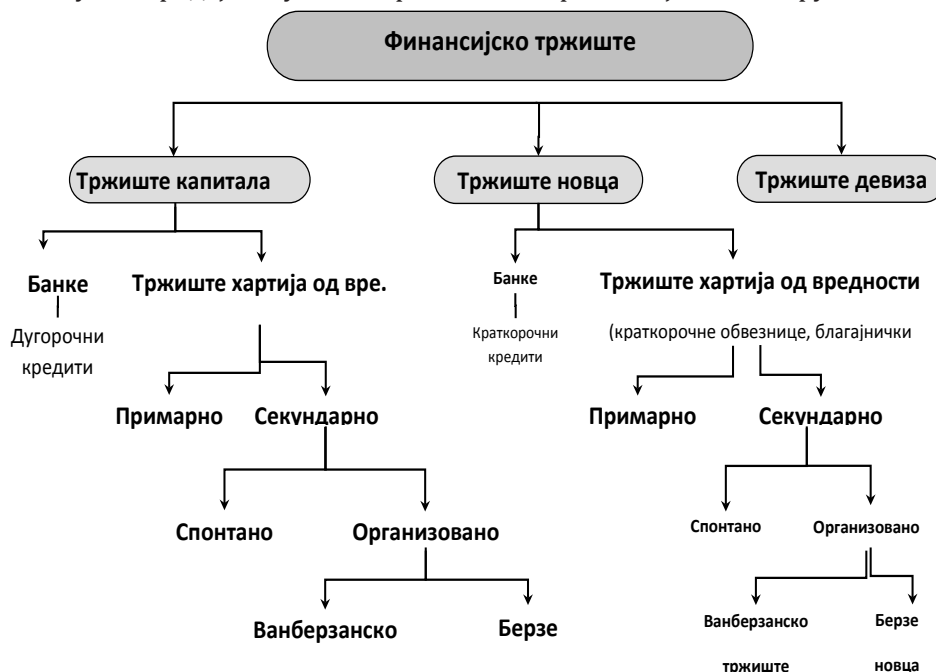 Финансијско тржиште
Тржиште капитала
Тржиште новца
Тржиште девиза
Банке
Тржиште хартија од вре.
Банке
Тржиште хартија од вредности
Дугорочни
кредити
Краткорочни
кредити
(краткорочне обвезнице, благајнички
Примарно
Секундарно
Примарно
Секундарно
Спонтано
Организовано
Спонтано
Организовано
Ванберзанско
Берзе
Ванберзанско
тржиште
Берзе
новца